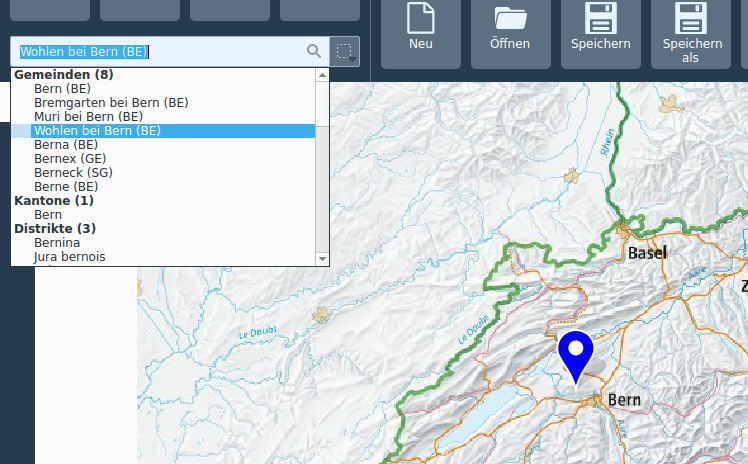 Wohlen bei Bern (BE)
Gemeinden (8)
Bern (BE)
Bremgarten bei Bern (BE)
Muri bei Bern (BE)
Wohlen bei Bern (BE)
Berna (BE)
Bernex (GE)
Berneck (SG)
Berne (BE)
Kantone (1)
Bern
Distrikte (3)
Bernina
Jura bernois
Neu
Öffnen
Speichern
Speichern
als
Rhein
Basel
Aare
Z
Le Doubs
Le Doubs
Bern
Aare